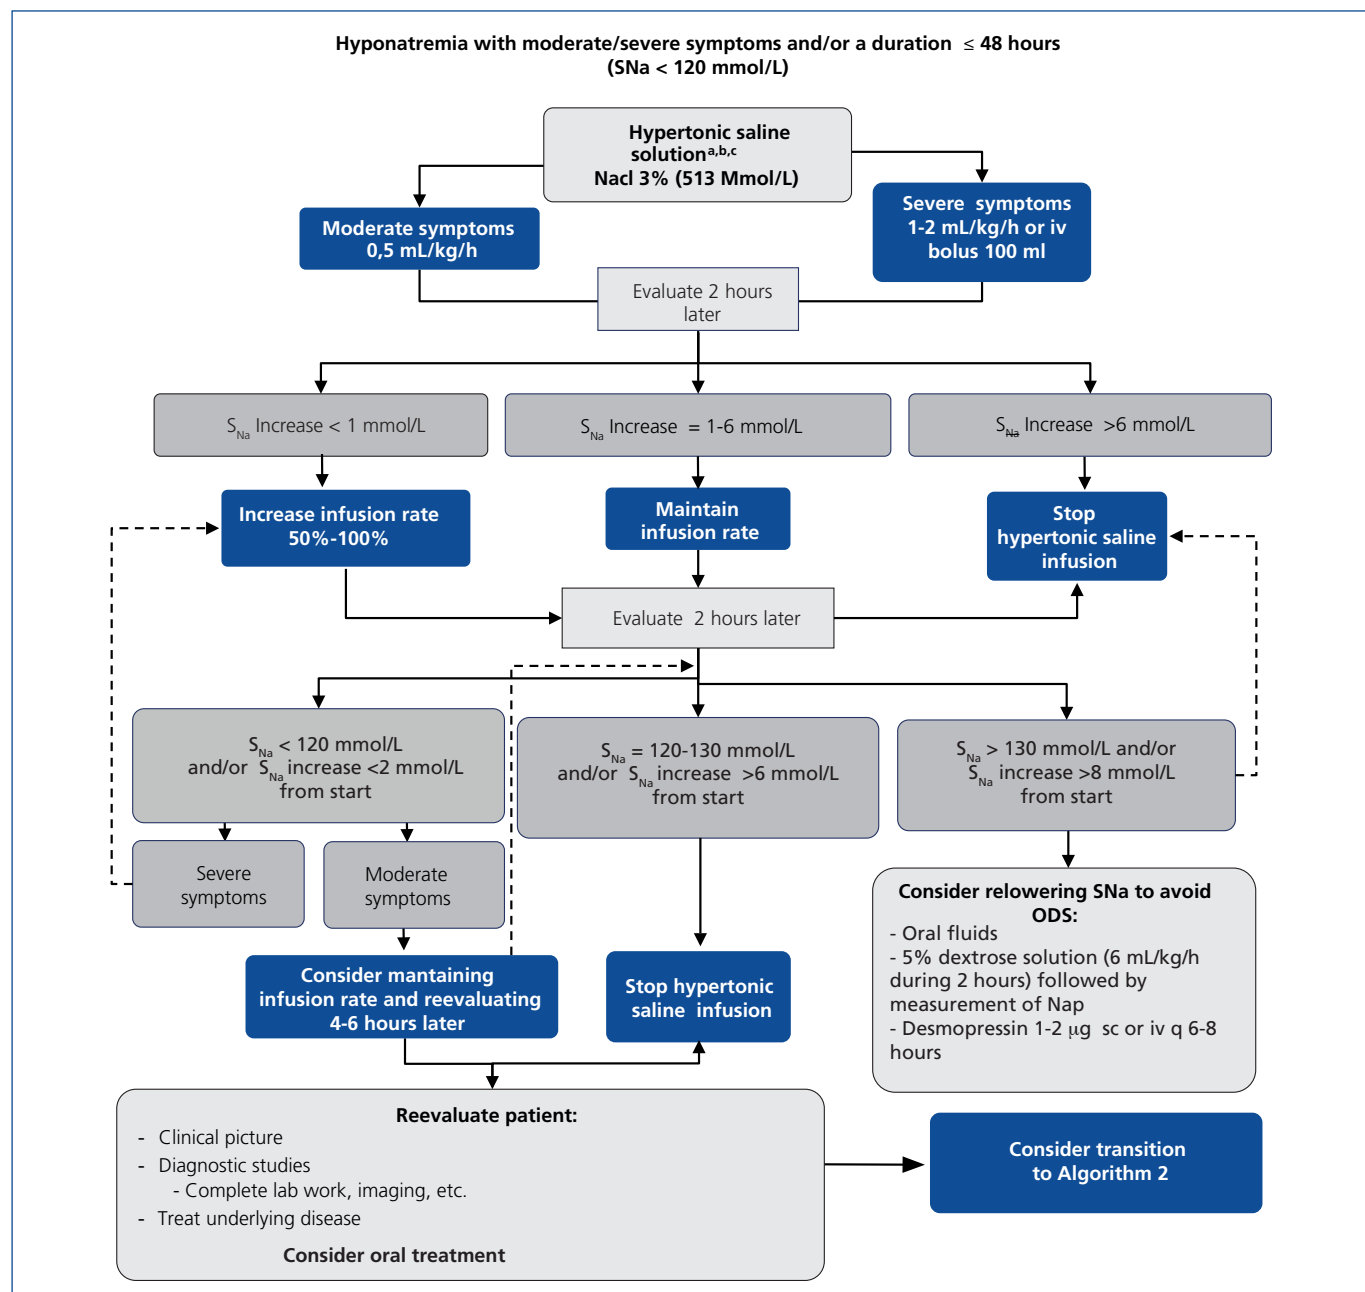 Hyponatremia with moderate/severe symptoms and/or a duration ≤ 48 hours
(SNa < 120 mmol/L)
Hypertonic saline
solutionᵃ,ᵇ,ᶜ
Nacl 3% (513 Mmol/L)
Moderate symptoms
0,5 mL/kg/h
Severe symptoms
1-2 mL/kg/h or iv
bolus 100 ml
Evaluate 2 hours
later
SNa Increase < 1 mmol/L
SNa Increase = 1-6 mmol/L
SNa Increase >6 mmol/L
Increase infusion rate
50%-100%
Maintain
infusion rate
Stop
hypertonic saline
infusion
Evaluate 2 hours later
SNa < 120 mmol/L
and/or SNa increase <2 mmol/L
from start
SNa = 120-130 mmol/L
and/or SNa increase >6 mmol/L
from start
SNa > 130 mmol/L and/or
SNa increase >8 mmol/L
from start
Severe
symptoms
Moderate
symptoms
Consider mantaining
infusion rate and reevaluating
4-6 hours later
Stop hypertonic
saline infusion
Consider relowering SNa to avoid
ODS:
- Oral fluids
- 5% dextrose solution (6 mL/kg/h
during 2 hours) followed by
measurement of Nap
- Desmopressin 1-2 µg sc or iv q 6-8
hours
Reevaluate patient:
- Clinical picture
- Diagnostic studies
- Complete lab work, imaging, etc.
- Treat underlying disease
Consider oral treatment
Consider transition
to Algorithm 2